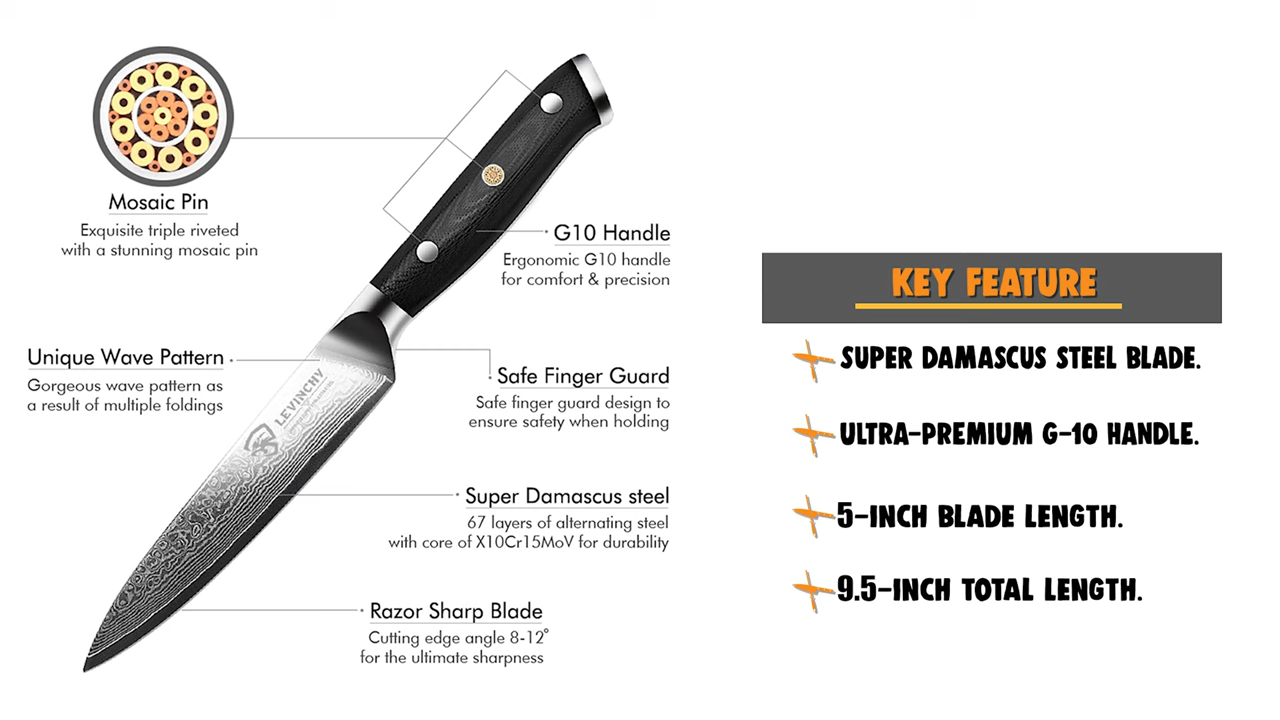 Mosaic Pin
Exquisite triple riveted
with a stunning mosaic pin
G10 Handle
Ergonomic G10 handle
for comfort & precision
Unique Wave Pattern
Gorgeous wave pattern as
a result of multiple foldings
Safe Finger Guard
Safe finger guard design to
ensure safety when holding
LEVINCHY
Super Damascus steel
67 layers of alternating steel
with core of X10Cr15MoV for durability
Razor Sharp Blade
Cutting edge angle 8-12°
for the ultimate sharpness
KEY FEATURE
SUPER DAMASCUS STEEL BLADE.
ULTRA-PREMIUM G-10 HANDLE.
5-INCH BLADE LENGTH.
9.5-INCH TOTAL LENGTH.